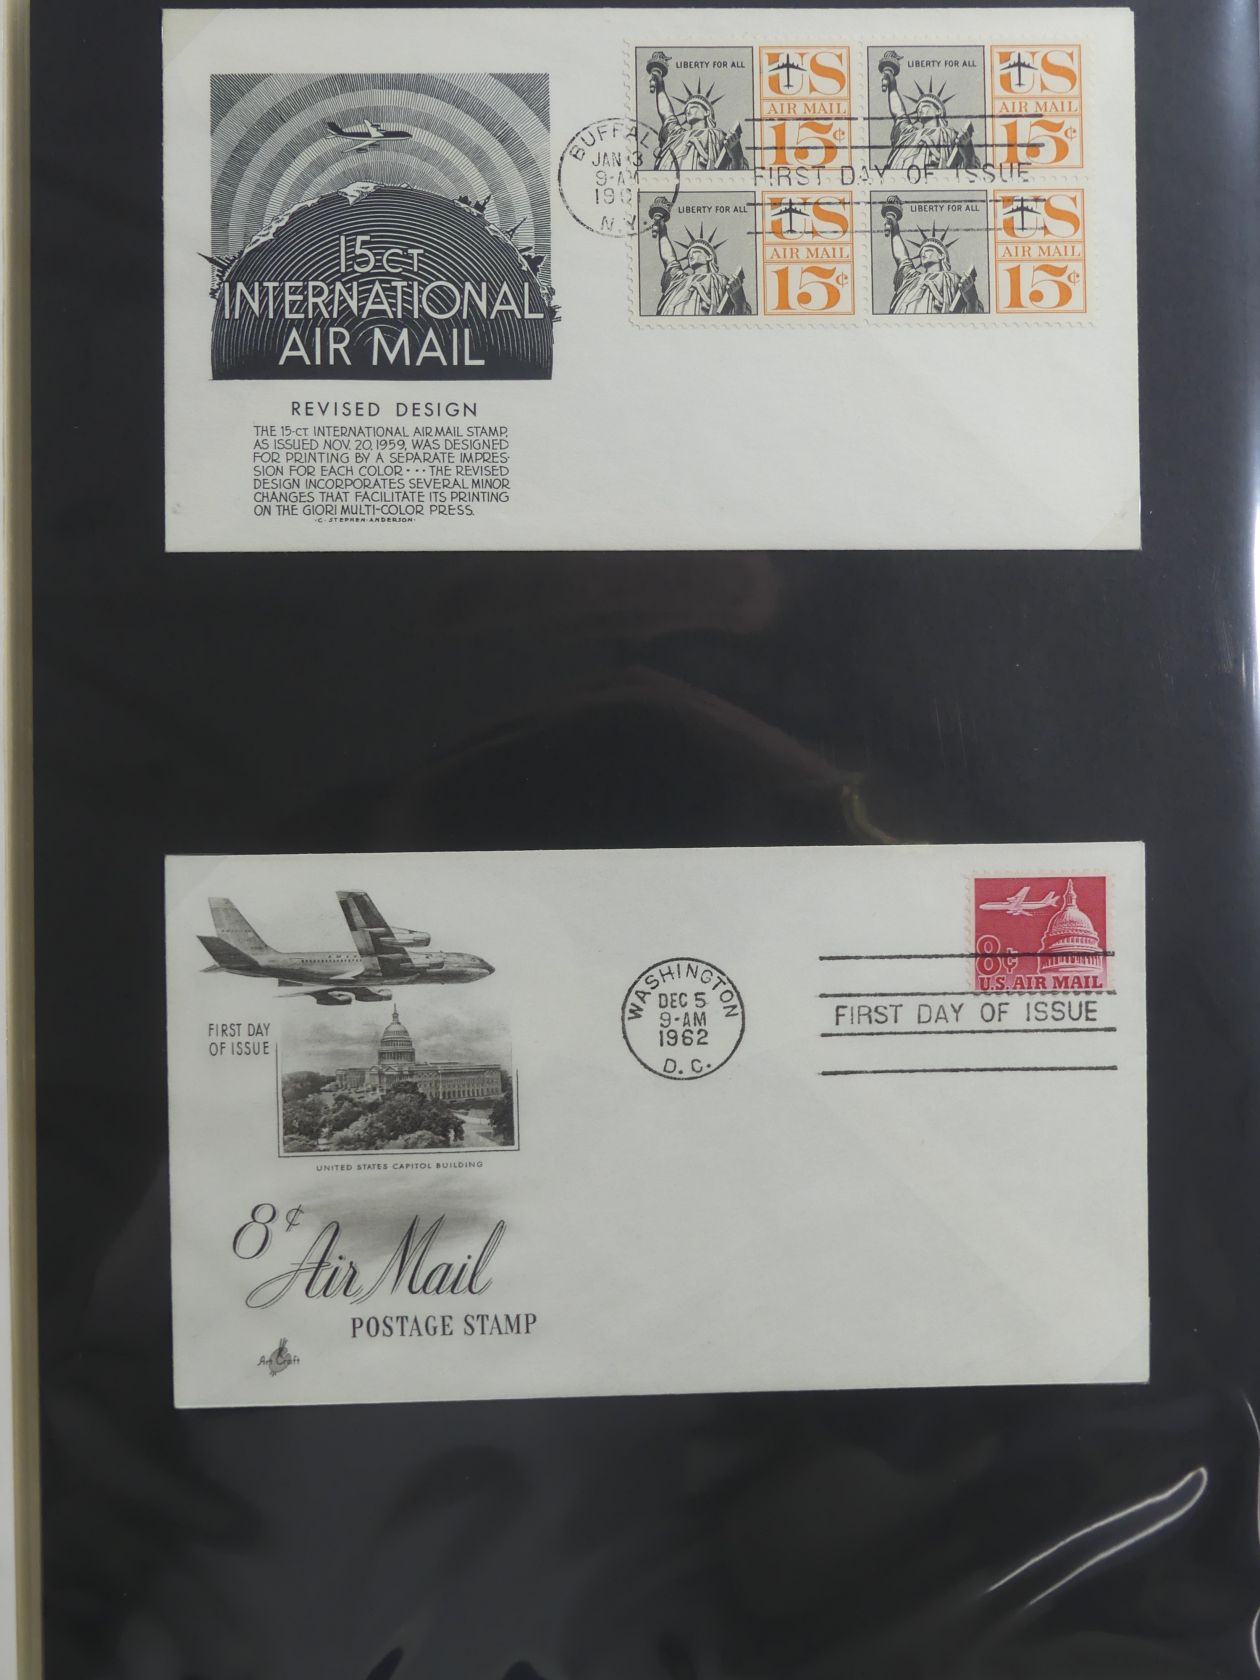 15 CT
INTERNATIONAL
AIR MAIL
REVISED DESIGN
THE 15-CT INTERNATIONAL AIRMAIL STAMP,
AS ISSUED NOV. 20, 1959, WAS DESIGNED
FOR PRINTING BY A SEPARATE IMPRES-
SION FOR EACH COLOR···THE REVISED
DESIGN INCORPORATES SEVERAL MINOR
CHANGES THAT FACILITATE ITS PRINTING
ON THE GIORI MULTI-COLOR PRESS.
·C·STEPHEN·ANDERSON·
LIBERTY FOR ALL
US
AIR MAIL
15¢
LIBERTY FOR ALL
US
AIR MAIL
15¢
LIBERTY FOR ALL
US
AIR MAIL
15¢
LIBERTY FOR ALL
US
AIR MAIL
15¢
JAN 13
9-AM
N.Y.
FIRST DAY OF ISSUE
FIRST DAY
OF ISSUE
UNITED STATES CAPITOL BUILDING
8¢ Air Mail
POSTAGE STAMP
Art Craft
WASHINGTON
DEC 5
9-AM
1962
D.C.
8¢
U.S. AIR MAIL
FIRST DAY OF ISSUE